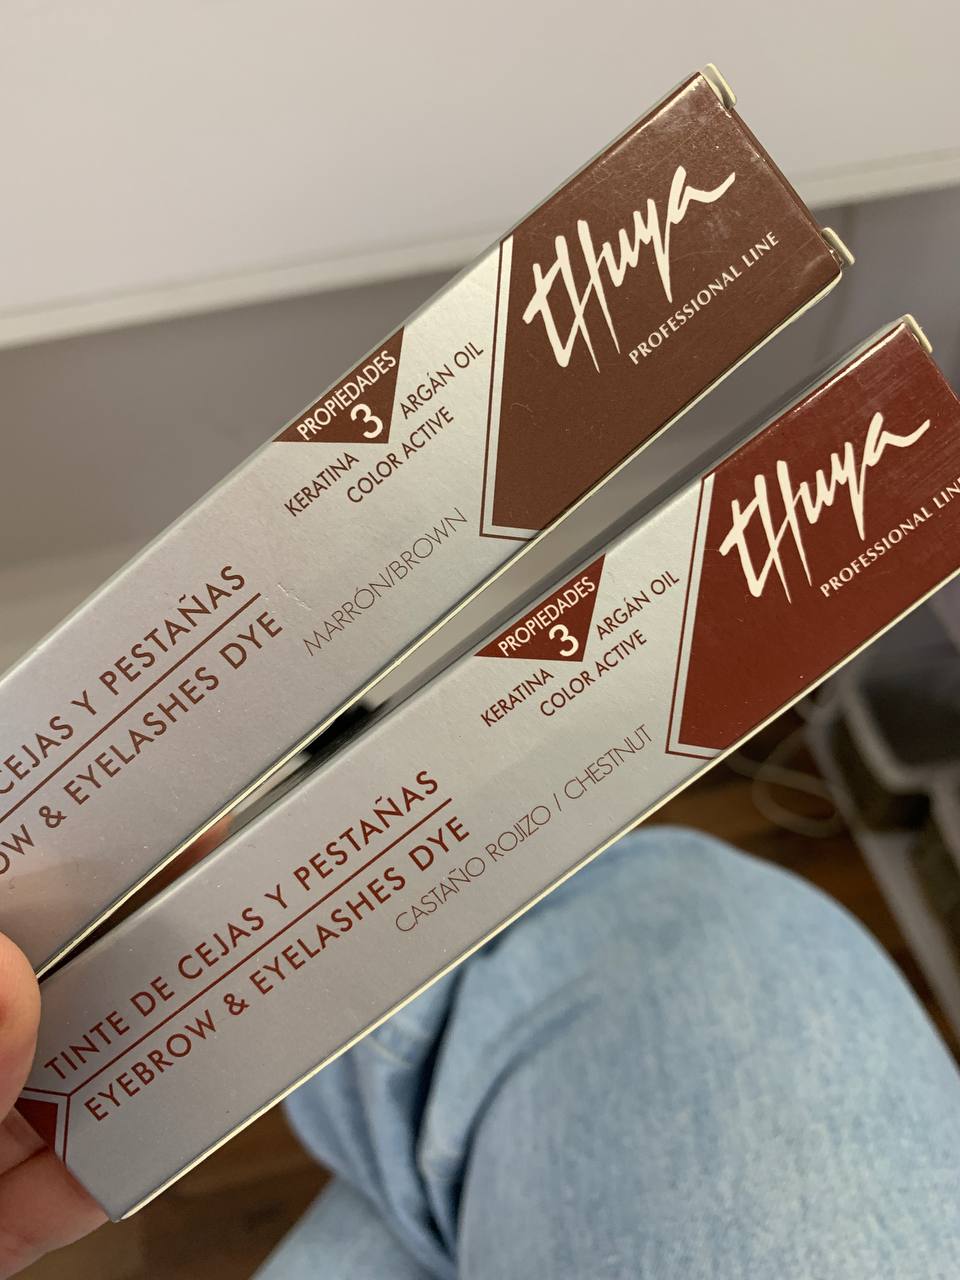 tHuya
PROFESSIONAL LINE
PROPIEDADES
3
KERATINA
ARGÁN OIL
COLOR ACTIVE
MARRÓN/BROWN
CEJAS Y PESTAÑAS
& EYELASHES DYE
tHuya
PROFESSIONAL LINE
PROPIEDADES
3
KERATINA
ARGÁN OIL
COLOR ACTIVE
CASTAÑO ROJIZO / CHESTNUT
TINTE DE CEJAS Y PESTAÑAS
EYEBROW & EYELASHES DYE